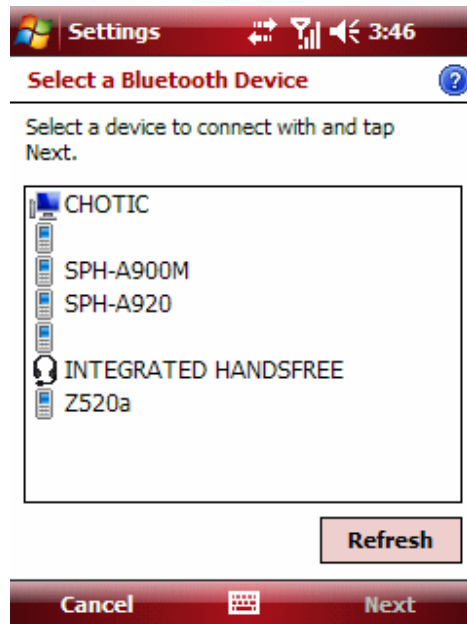 Settings 3:46
Select a Bluetooth Device ?
Select a device to connect with and tap
Next.
CHOTIC
SPH-A900M
SPH-A920
INTEGRATED HANDSFREE
Z520a
Refresh
Cancel Next